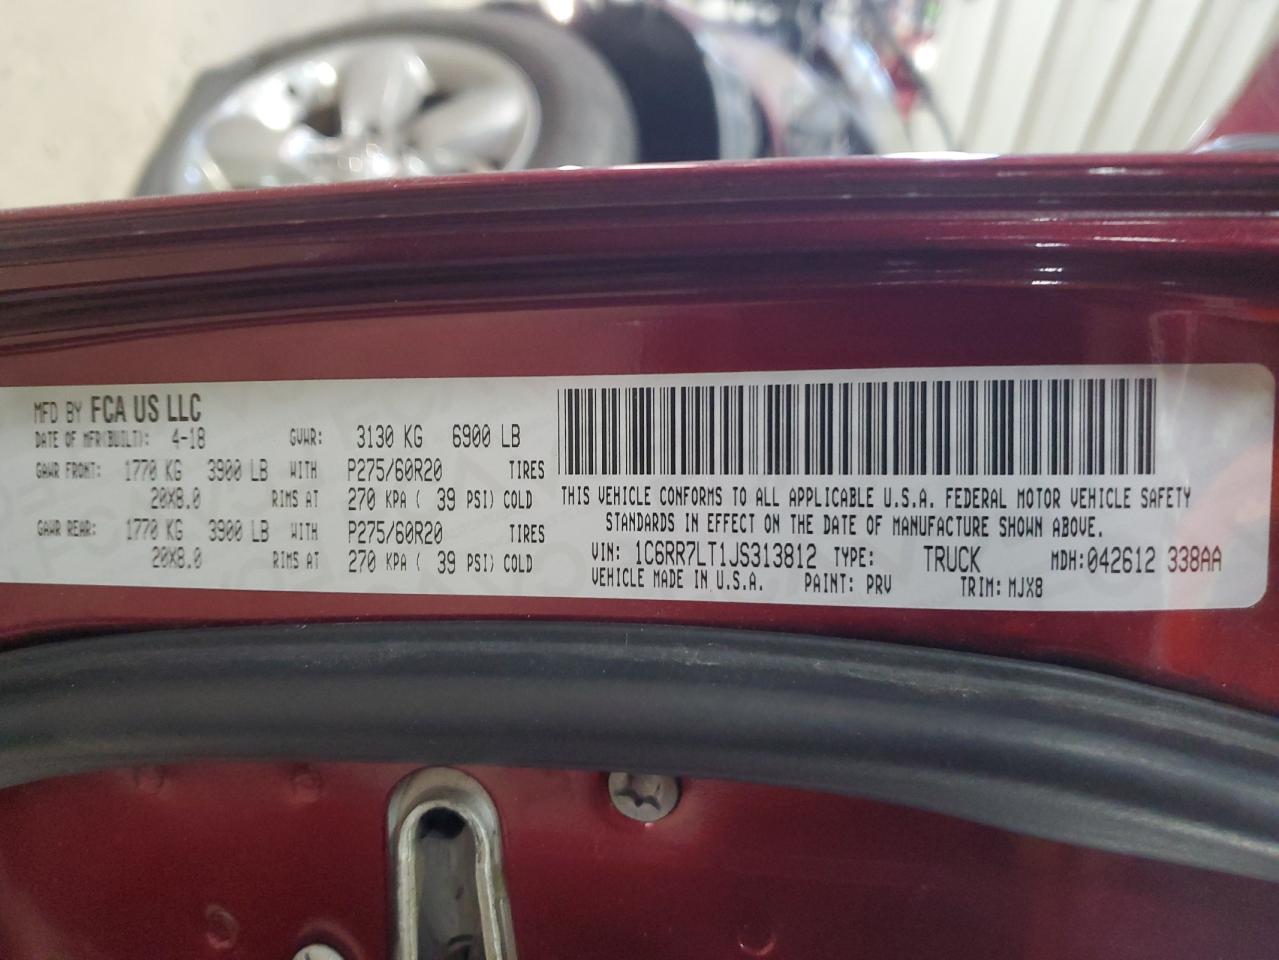 MFD BY FCA US LLC
DATE OF MFR(BUILT): 4-18 GVWR: 3130 KG 6900 LB
GAWR FRONT: 1770 KG 3900 LB WITH P275/60R20 TIRES
20X8.0 RIMS AT 270 KPA ( 39 PSI) COLD
GAWR REAR: 1770 KG 3900 LB WITH P275/60R20 TIRES
20X8.0 RIMS AT 270 KPA ( 39 PSI) COLD
THIS VEHICLE CONFORMS TO ALL APPLICABLE U.S.A. FEDERAL MOTOR VEHICLE SAFETY
STANDARDS IN EFFECT ON THE DATE OF MANUFACTURE SHOWN ABOVE.
VIN: 1C6RR7LT1JS313812 TYPE: TRUCK MDH:042612 338AA
VEHICLE MADE IN U.S.A. PAINT: PRV TRIM: MJX8